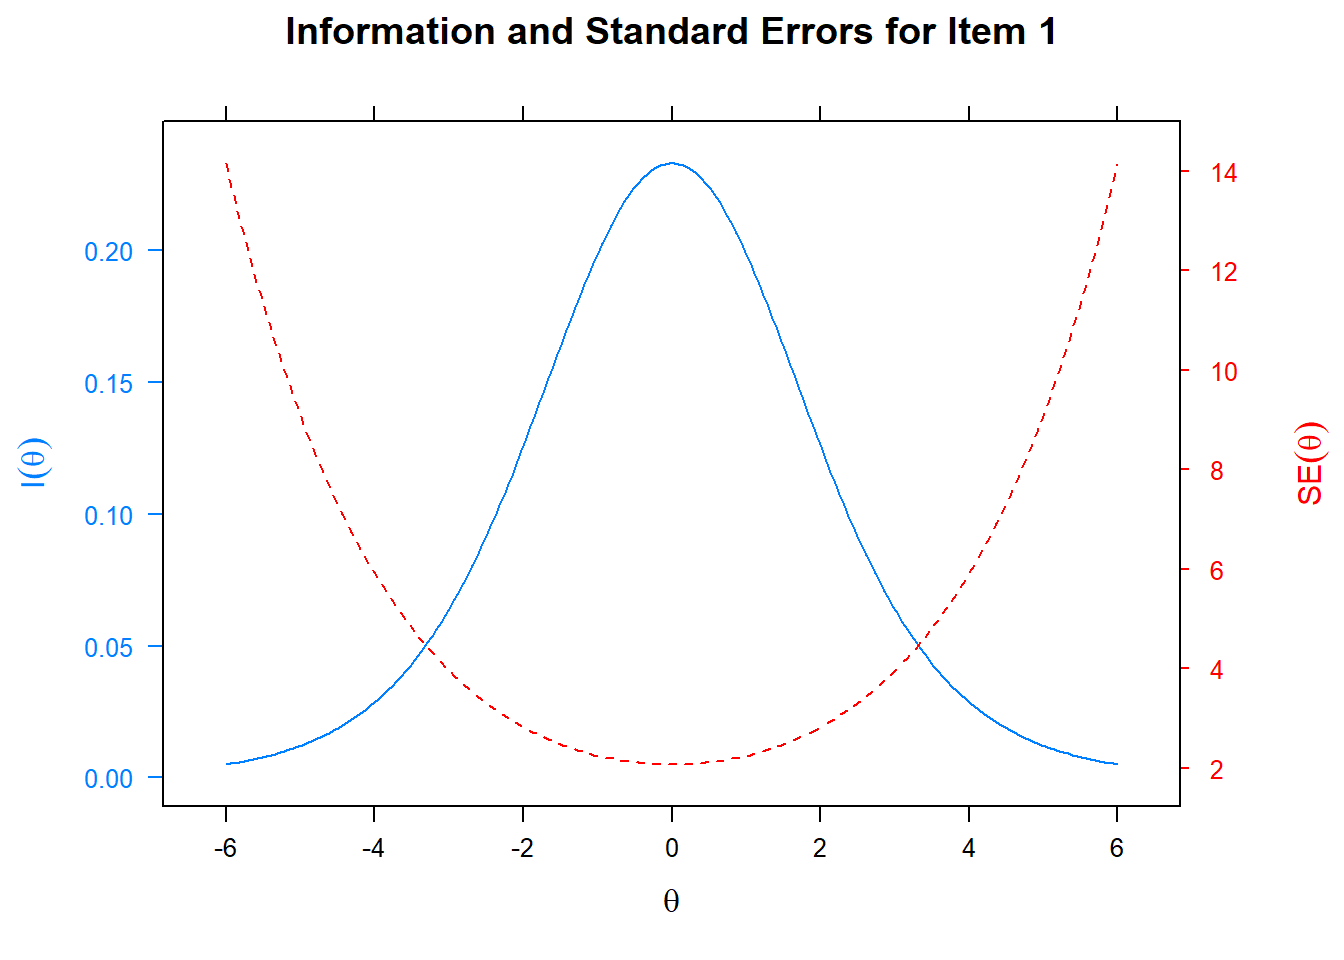 Information and Standard Errors for Item 1
0.20
0.15
0.10
0.05
0.00
I(θ)
14
12
10
8
6
4
2
SE(θ)
-6 -4 -2 0 2 4 6
θ